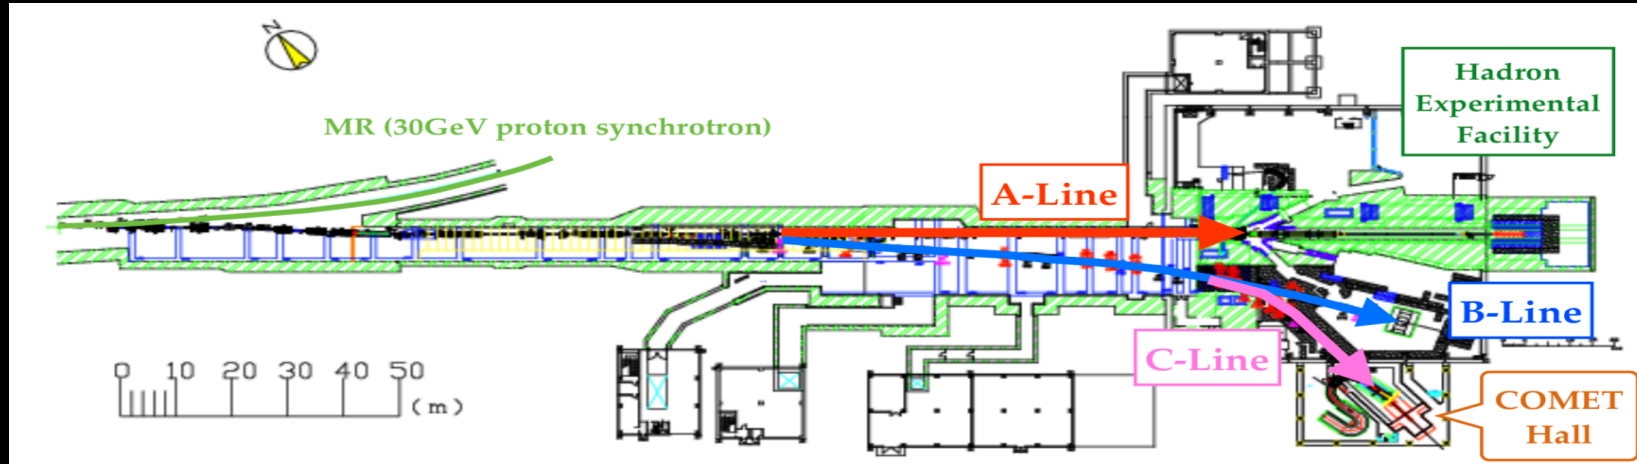 N
Hadron
Experimental
Facility
MR (30GeV proton synchrotron)
A-Line
B-Line
C-Line
0 10 20 30 40 50
(m)
COMET
Hall